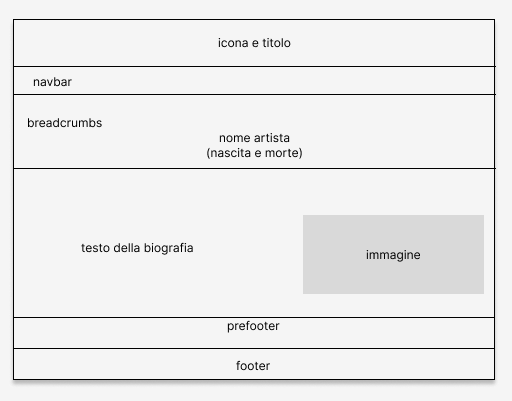 icona e titolo
navbar
breadcrumbs
nome artista
(nascita e morte)
testo della biografia
immagine
prefooter
footer